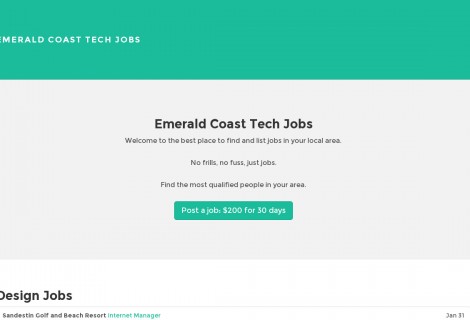 EMERALD COAST TECH JOBS
Emerald Coast Tech Jobs
Welcome to the best place to find and list jobs in your local area.
No frills, no fuss, just jobs.
Find the most qualified people in your area.
Post a job: $200 for 30 days
Design Jobs
Sandestin Golf and Beach Resort Internet Manager Jan 31